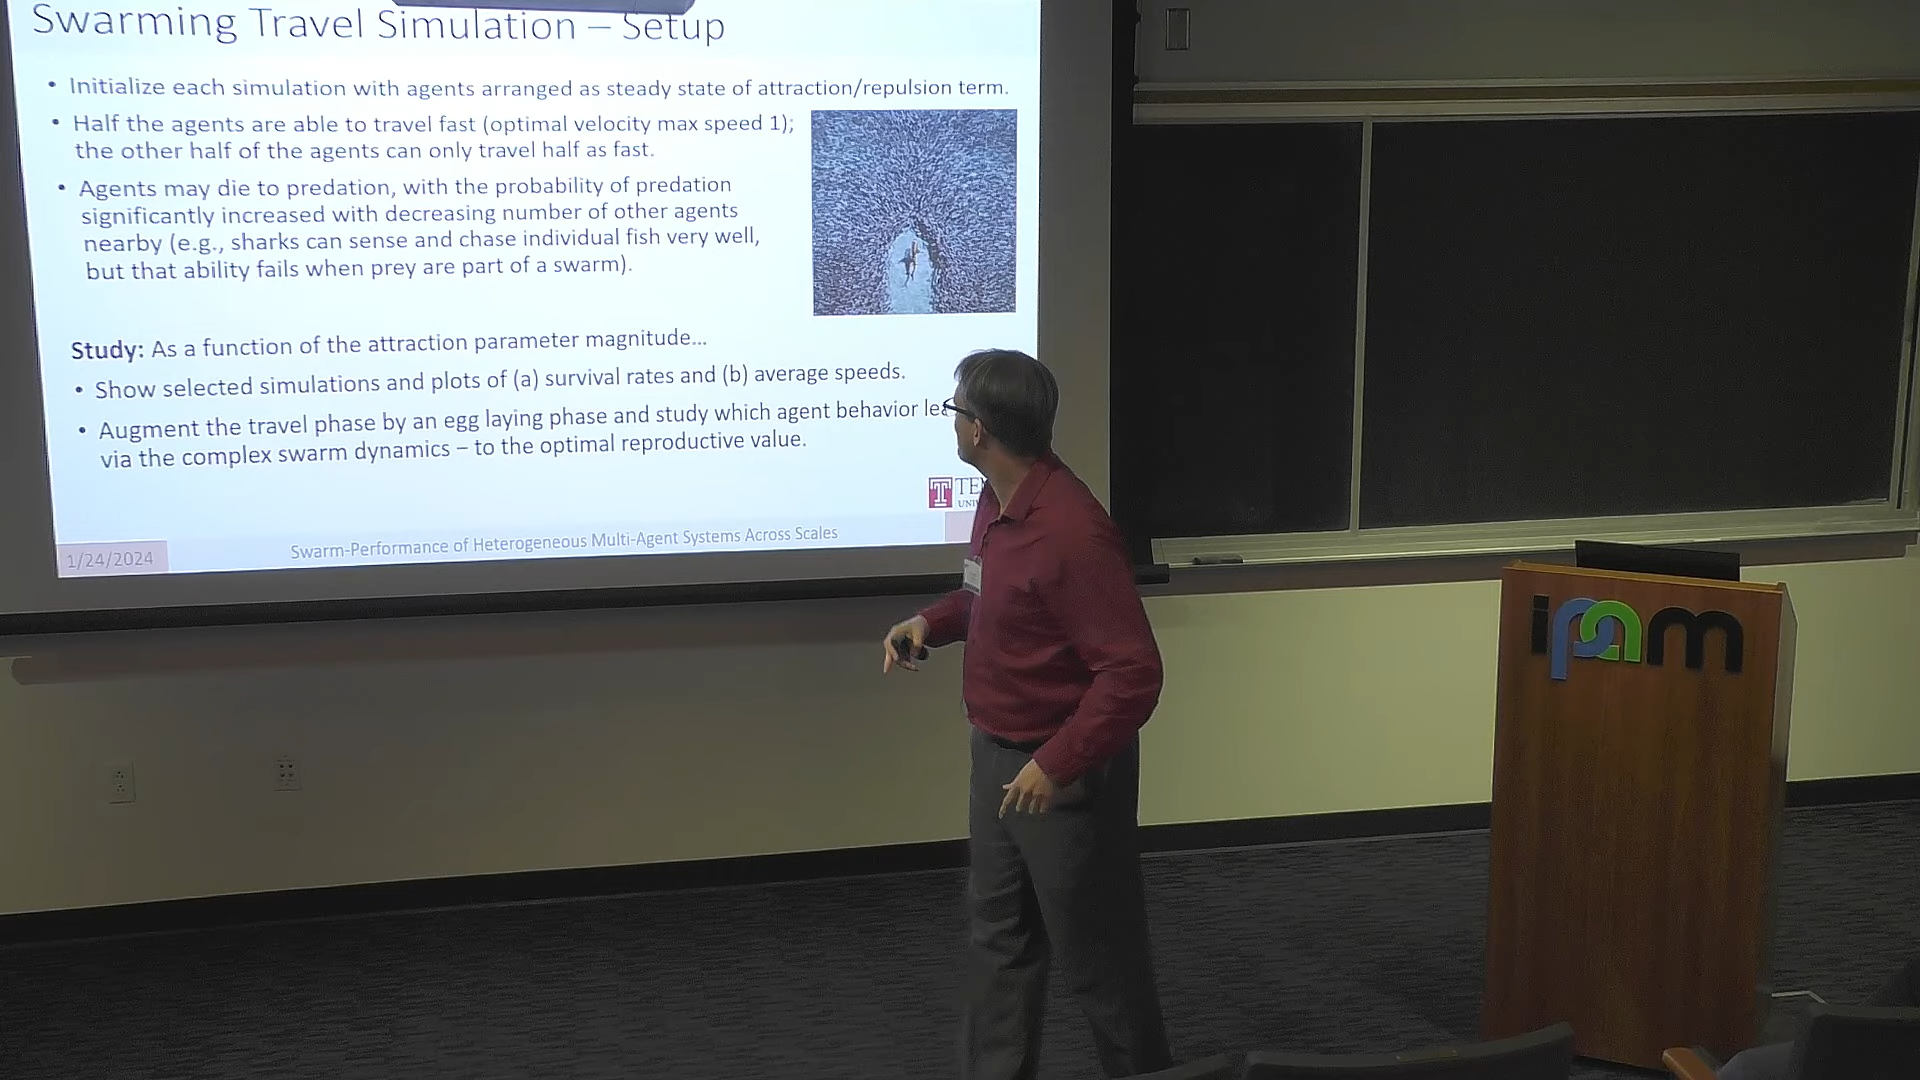 Swarming Travel Simulation – Setup
• Initialize each simulation with agents arranged as steady state of attraction/repulsion term.
• Half the agents are able to travel fast (optimal velocity max speed 1);
the other half of the agents can only travel half as fast.
• Agents may die to predation, with the probability of predation
significantly increased with decreasing number of other agents
nearby (e.g., sharks can sense and chase individual fish very well,
but that ability fails when prey are part of a swarm).
Study: As a function of the attraction parameter magnitude...
• Show selected simulations and plots of (a) survival rates and (b) average speeds.
• Augment the travel phase by an egg laying phase and study which agent behavior
via the complex swarm dynamics – to the optimal reproductive value.
T
1/24/2024
Swarm-Performance of Heterogeneous Multi-Agent Systems Across Scales
ipam